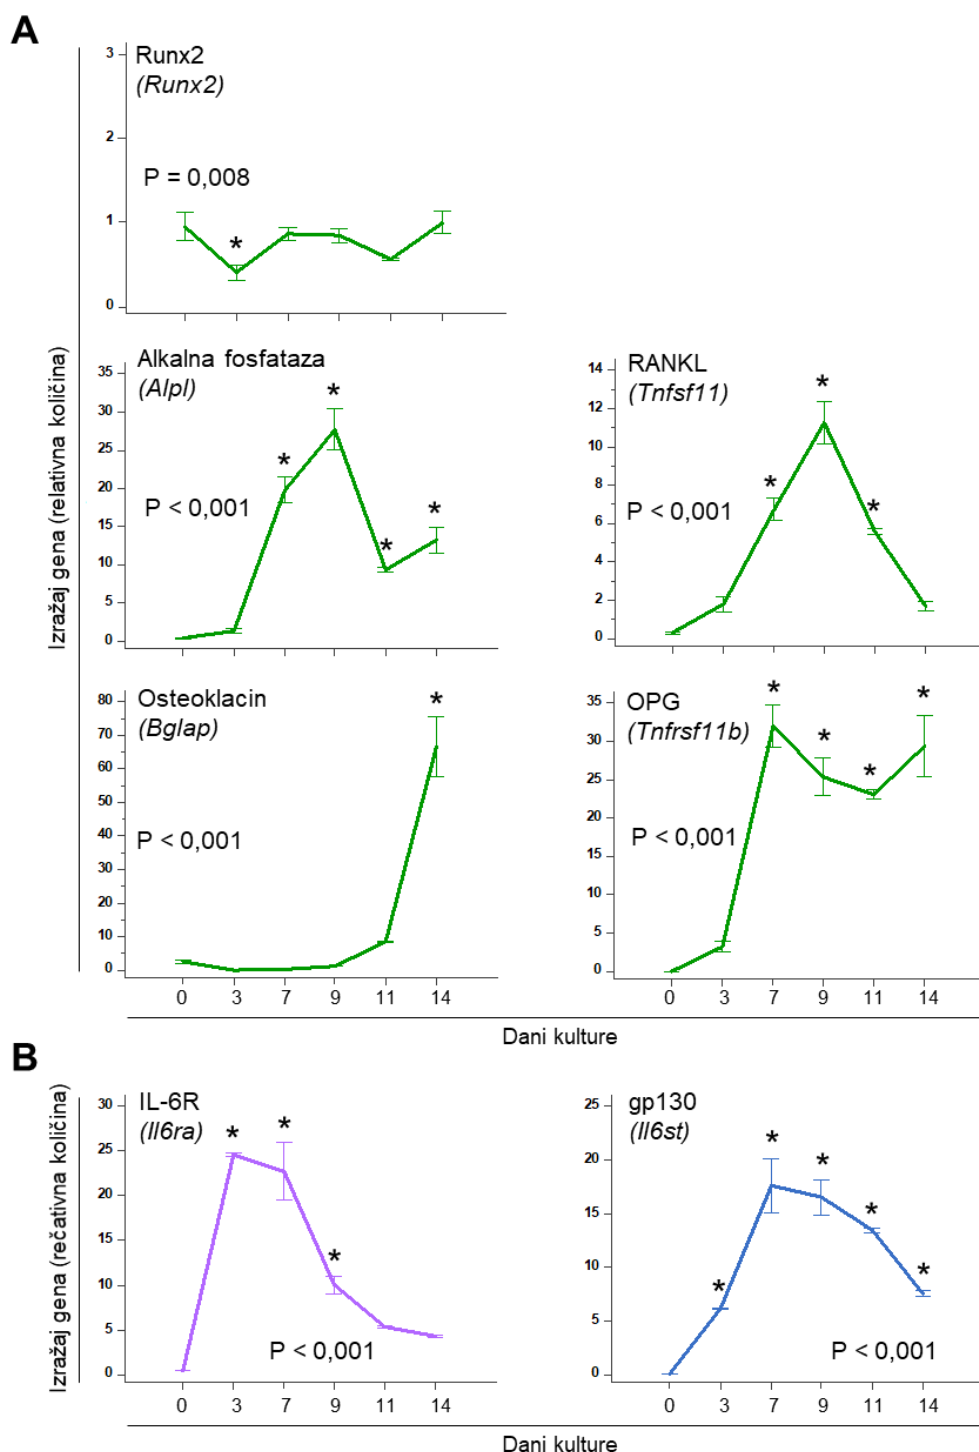 A
Runx2
(Runx2)
3
2
1
0
P = 0,008
*
Izražaj gena (relativna količina)
Alkalna fosfataza
(Alpl)
35
30
25
20
15
10
5
0
P < 0,001
* * * *
RANKL
(Tnfsf11)
14
12
10
8
6
4
2
0
P < 0,001
* * *
Osteoklacin
(Bglap)
80
70
60
50
40
30
20
10
0
P < 0,001
*
0 3 7 9 11 14
OPG
(Tnfrsf11b)
35
30
25
20
15
10
5
0
P < 0,001
* * * *
0 3 7 9 11 14
Dani kulture
B
Izražaj gena (rečativna količina)
IL-6R
(Il6ra)
30
25
20
15
10
5
0
* * *
P < 0,001
0 3 7 9 11 14
gp130
(Il6st)
25
20
15
10
5
0
* * * * *
P < 0,001
0 3 7 9 11 14
Dani kulture